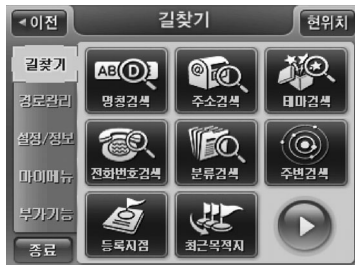 이전
길찾기
현위치
길찾기
경로관리
설정/정보
마이메뉴
부가기능
종료
ABCD
명칭검색
주소검색
테마검색
전화번호검색
분류검색
주변검색
등록지점
최근목적지